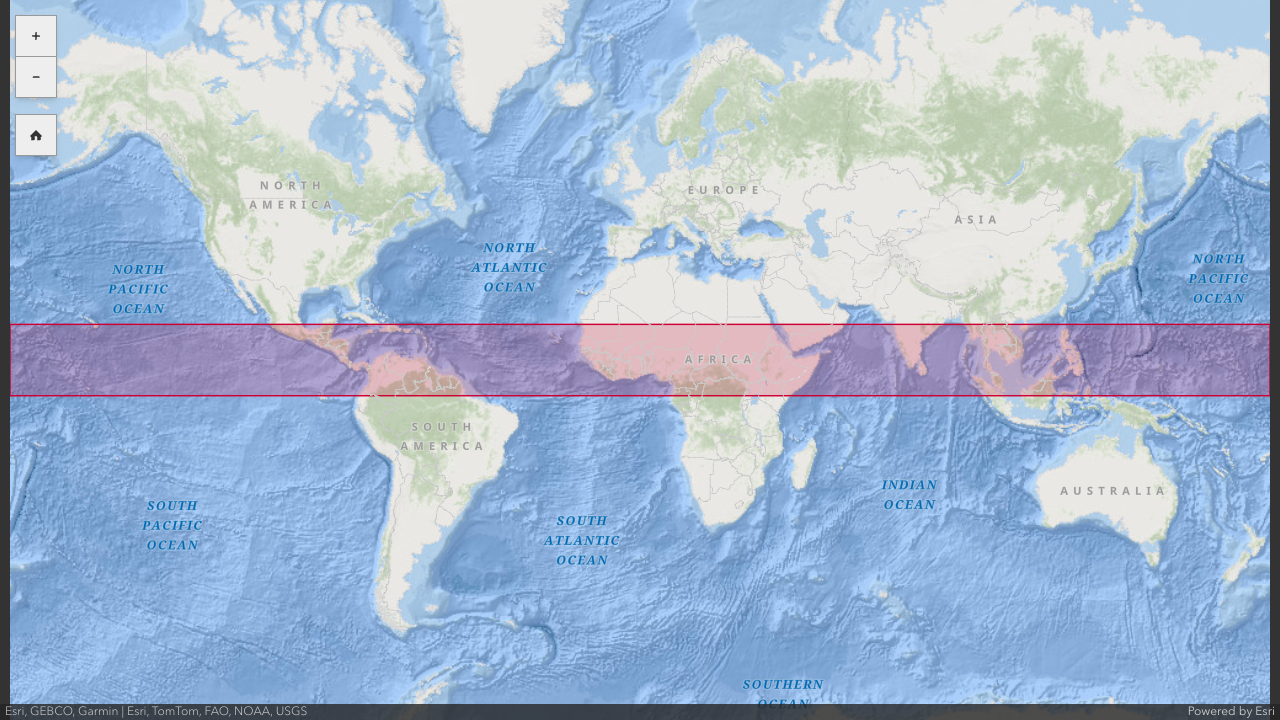 +
−
NORTH
AMERICA
EUROPE
ASIA
NORTH
ATLANTIC
OCEAN
NORTH
PACIFIC
OCEAN
NORTH
PACIFIC
OCEAN
AFRICA
SOUTH
AMERICA
INDIAN
OCEAN
AUSTRALIA
SOUTH
PACIFIC
OCEAN
SOUTH
ATLANTIC
OCEAN
SOUTHERN
OCEAN
Esri, GEBCO, Garmin | Esri, TomTom, FAO, NOAA, USGS
Powered by Esri